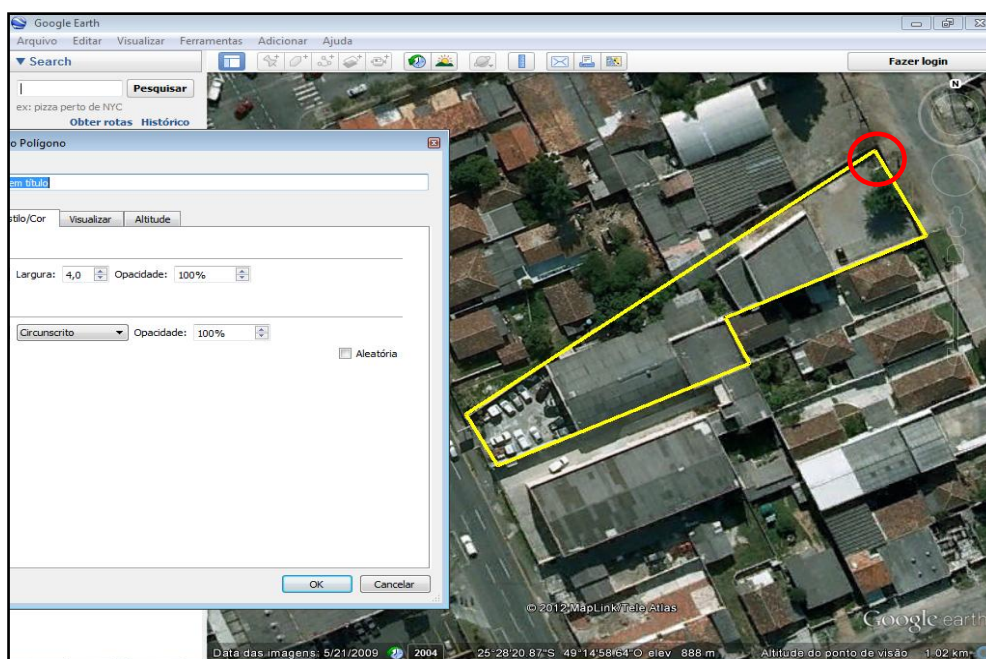 Google Earth
Arquivo Editar Visualizar Ferramentas Adicionar Ajuda
▼ Search
Fazer login
Pesquisar
ex: pizza perto de NYC
Obter rotas Histórico
N
o Polígono
em título
stilo/Cor Visualizar Altitude
Largura: 4,0 Opacidade: 100%
Circunscrito Opacidade: 100%
Aleatória
OK Cancelar
© 2012 MapLink/Tele Atlas
Google earth
Data das imagens: 5/21/2009 2004 25°28'20.87"S 49°14'58.64"O elev 888 m Altitude do ponto de visão 1.02 km